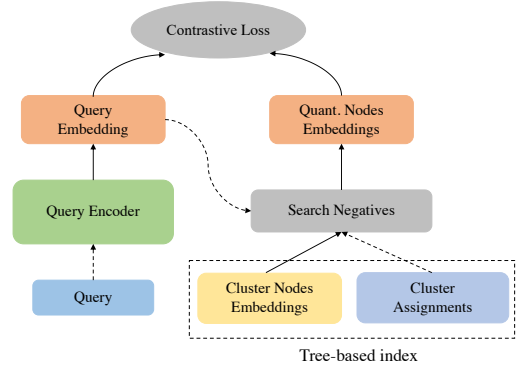 Contrastive Loss
Query
Embedding
Quant. Nodes
Embeddings
Query Encoder
Search Negatives
Query
Cluster Nodes
Embeddings
Cluster
Assignments
Tree-based index